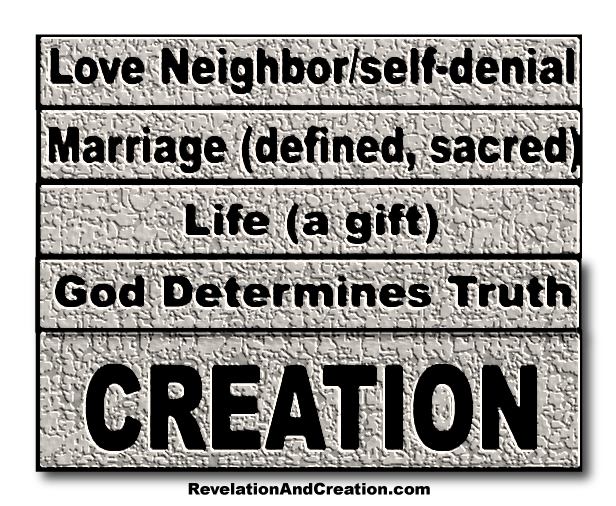 Love Neighbor/self-denial
Marriage (defined, sacred)
Life (a gift)
God Determines Truth
CREATION
RevelationAndCreation.com